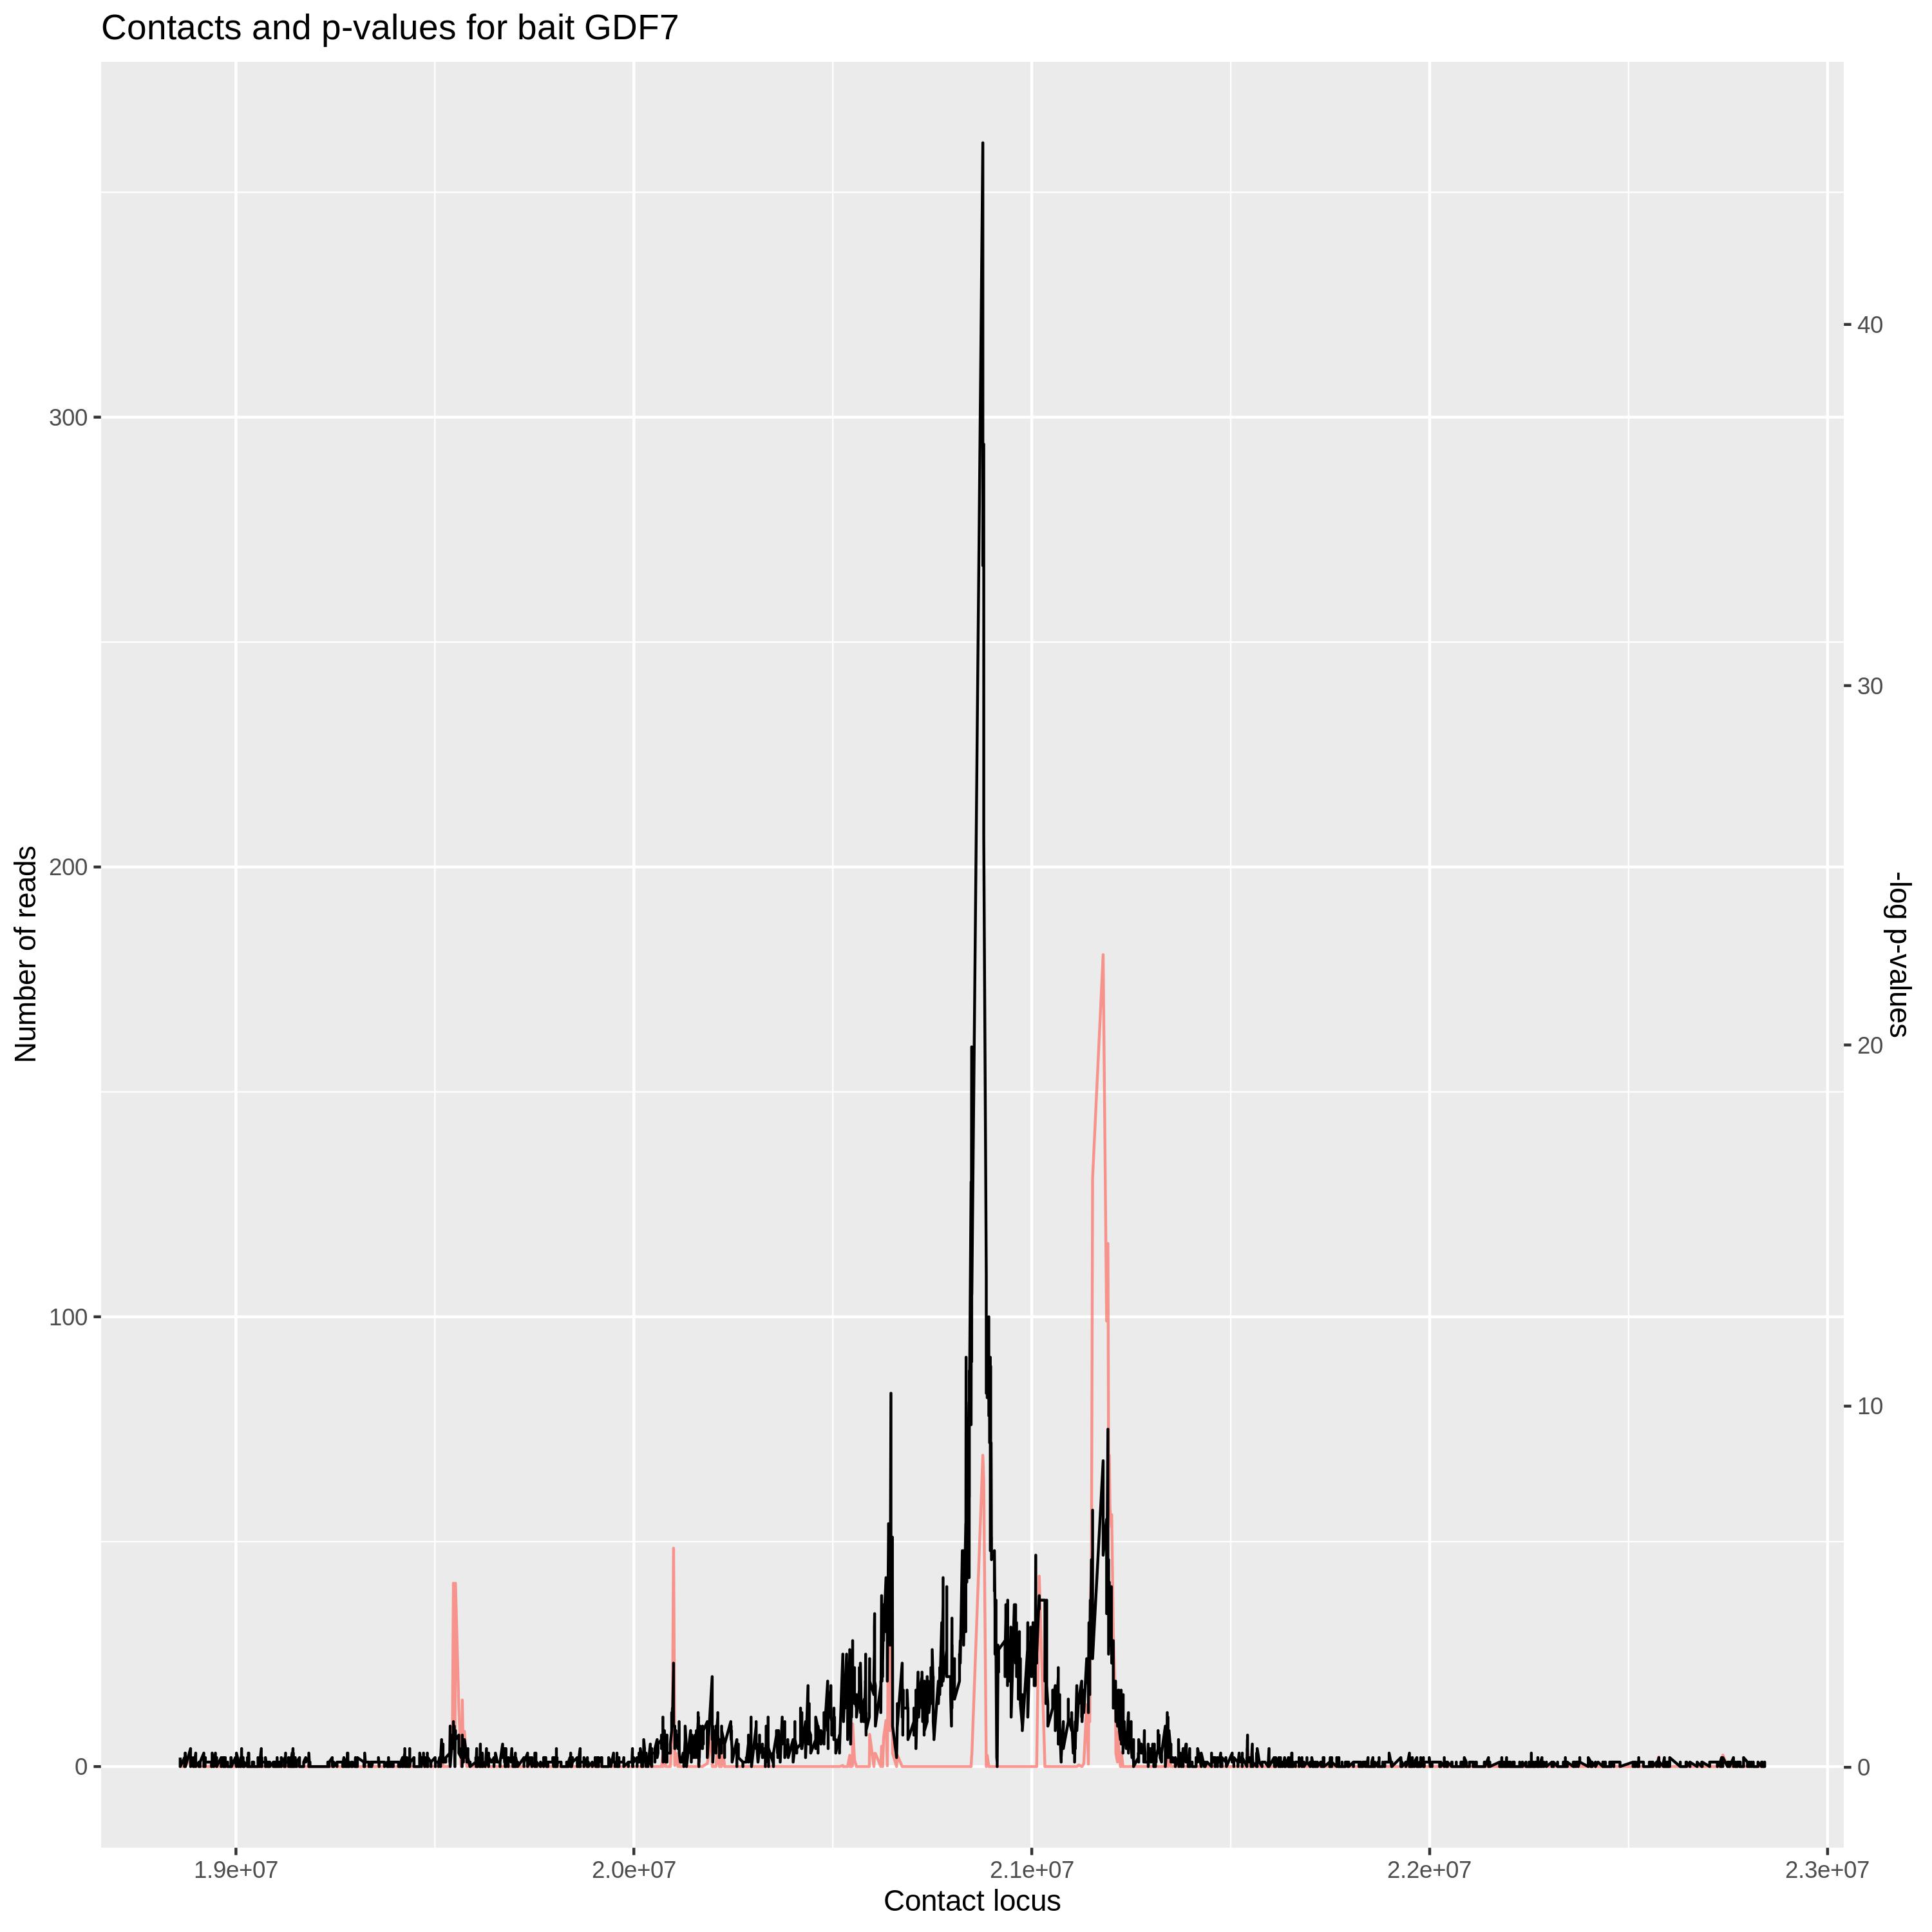 Contacts and p-values for bait GDF7
Number of reads
300
200
100
0
40
30
20
10
0
-log p-values
1.9e+07 2.0e+07 2.1e+07 2.2e+07 2.3e+07
Contact locus